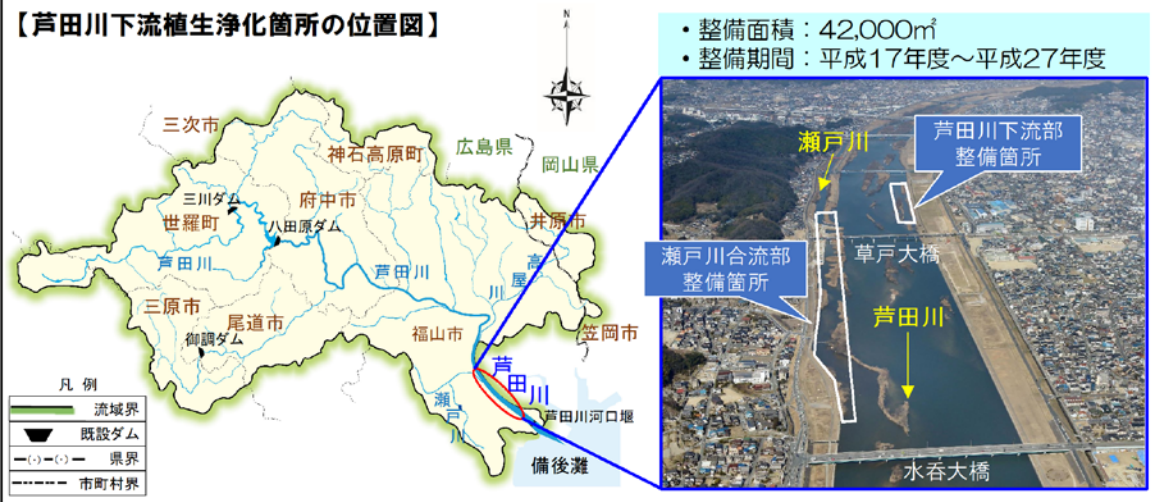 【芦田川下流植生浄化箇所の位置図】
N
・整備面積：42,000㎡
・整備期間：平成17年度～平成27年度
三次市
神石高原町
広島県
岡山県
三川ダム
府中市
世羅町
八田原ダム
井原市
芦田川
芦田川
高屋川
三原市
尾道市
福山市
笠岡市
御調ダム
芦田川
瀬戸川
芦田川河口堰
備後灘
凡 例
流域界
既設ダム
県界
市町村界
瀬戸川
芦田川下流部
整備箇所
瀬戸川合流部
整備箇所
草戸大橋
芦田川
水呑大橋